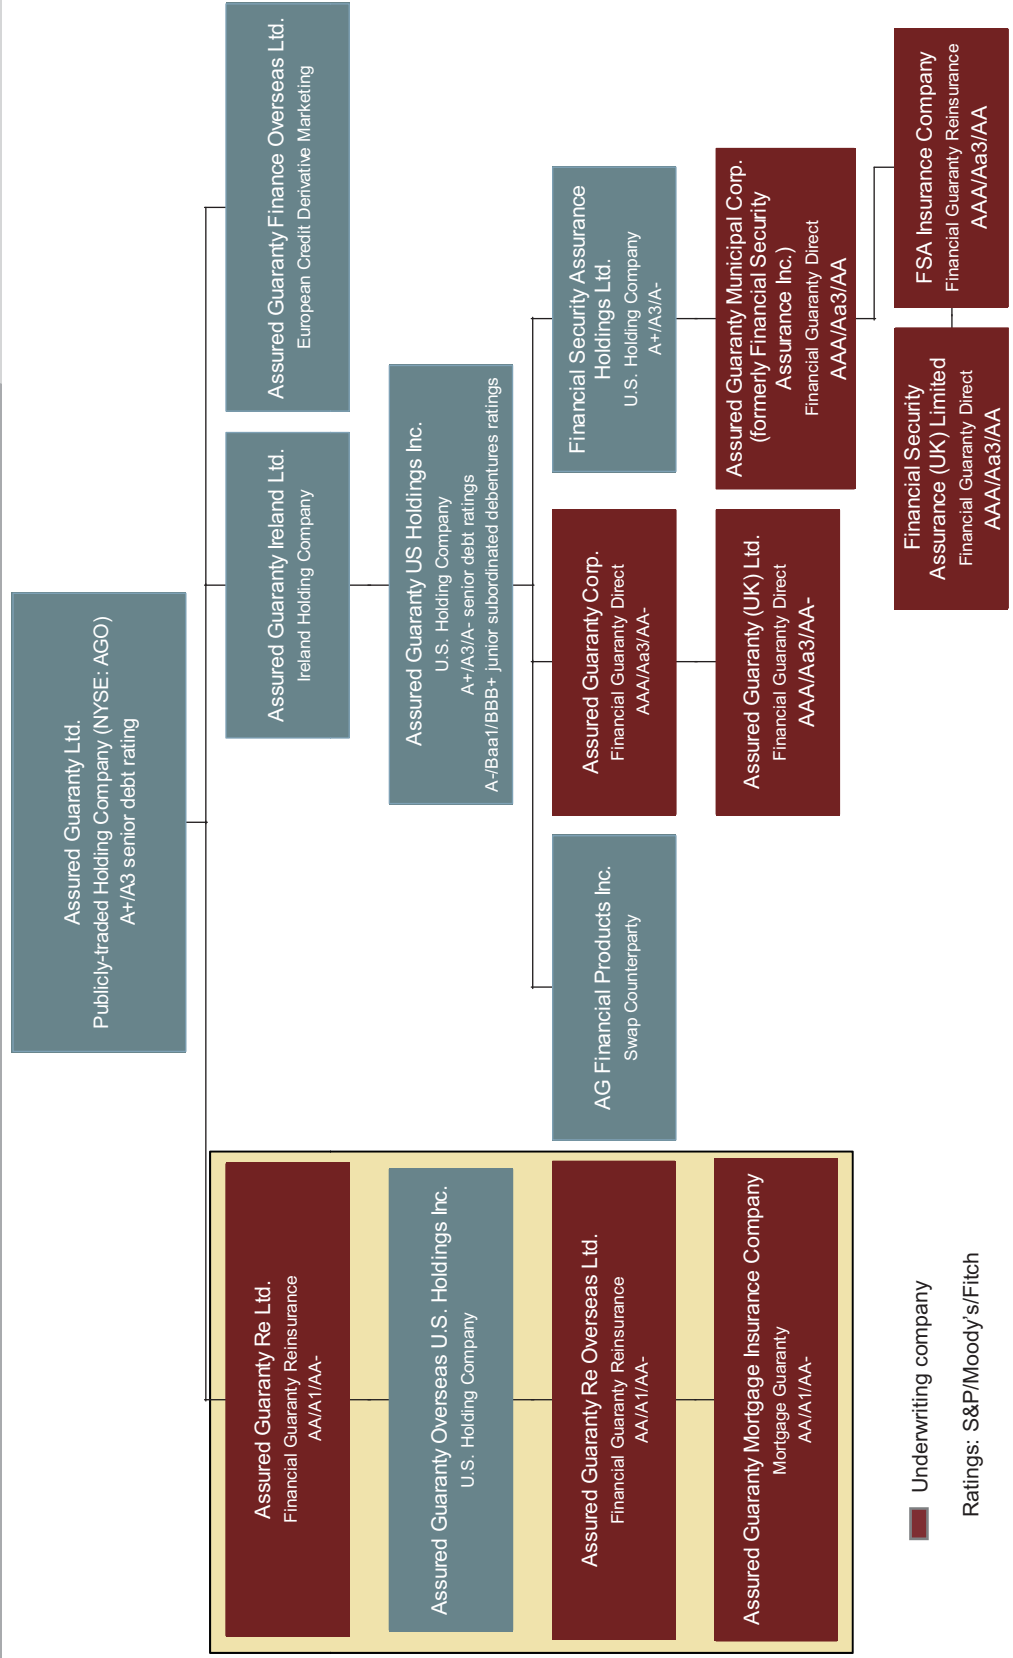 Assured Guaranty Ltd.
Publicly-traded Holding Company (NYSE: AGO)
A+/A3 senior debt rating
Assured Guaranty Re Ltd.
Financial Guaranty Reinsurance
AA/A1/AA-
Assured Guaranty Ireland Ltd.
Ireland Holding Company
Assured Guaranty Finance Overseas Ltd.
European Credit Derivative Marketing
Assured Guaranty Overseas U.S. Holdings Inc.
U.S. Holding Company
Assured Guaranty US Holdings Inc.
U.S. Holding Company
A+/A3/A- senior debt ratings
A-/Baa1/BBB+ junior subordinated debentures ratings
Assured Guaranty Re Overseas Ltd.
Financial Guaranty Reinsurance
AA/A1/AA-
AG Financial Products Inc.
Swap Counterparty
Assured Guaranty Corp.
Financial Guaranty Direct
AAA/Aa3/AA-
Financial Security Assurance
Holdings Ltd.
U.S. Holding Company
A+/A3/A-
Assured Guaranty Mortgage Insurance Company
Mortgage Guaranty
AA/A1/AA-
Assured Guaranty (UK) Ltd.
Financial Guaranty Direct
AAA/Aa3/AA-
Assured Guaranty Municipal Corp.
(formerly Financial Security
Assurance Inc.)
Financial Guaranty Direct
AAA/Aa3/AA
Financial Security
Assurance (UK) Limited
Financial Guaranty Direct
AAA/Aa3/AA
FSA Insurance Company
Financial Guaranty Reinsurance
AAA/Aa3/AA
Underwriting company
Ratings: S&P/Moody's/Fitch